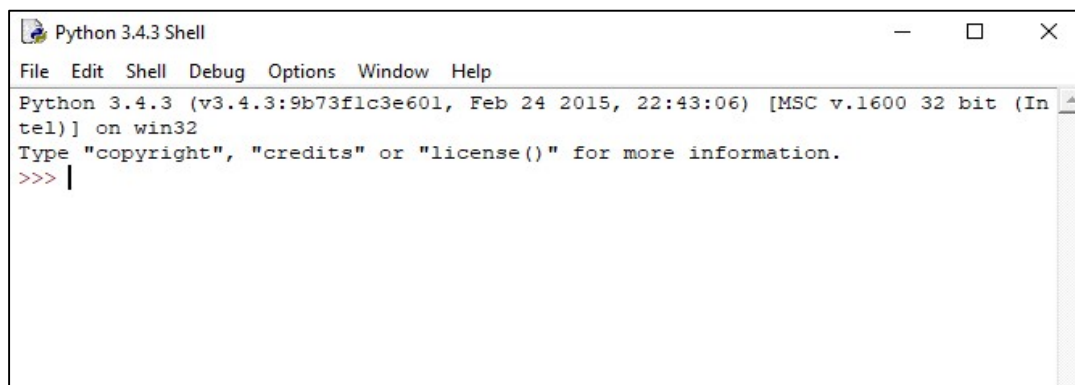 Python 3.4.3 Shell
File Edit Shell Debug Options Window Help
Python 3.4.3 (v3.4.3:9b73f1c3e601, Feb 24 2015, 22:43:06) [MSC v.1600 32 bit (In
tel)] on win32
Type "copyright", "credits" or "license()" for more information.
>>>